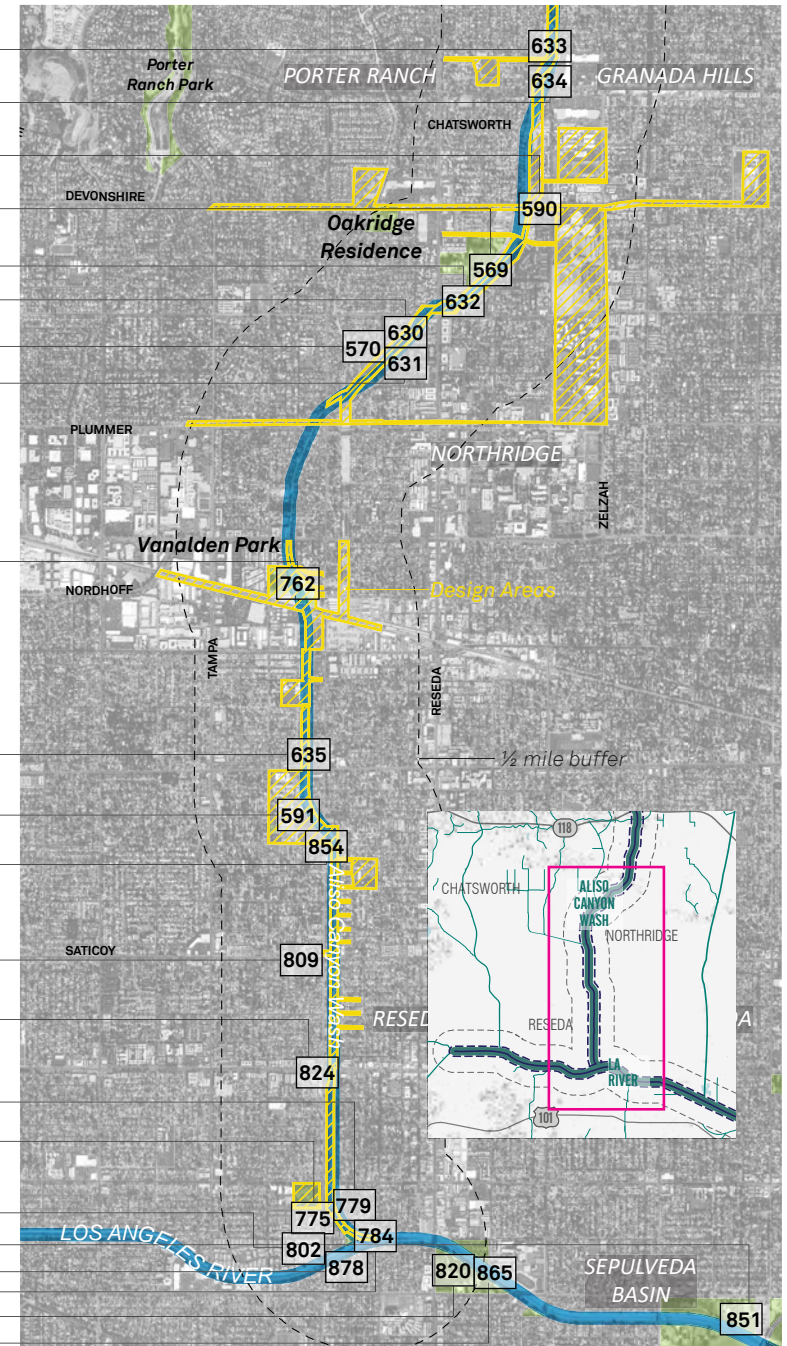 633
Porter
Ranch Park
PORTER RANCH
634
GRANADA HILLS
CHATSWORTH
DEVONSHIRE
590
Oakridge
Residence
569
632
630
570
631
PLUMMER
NORTHRIDGE
ZELZAH
Vanalden Park
762
NORDHOFF
Design Areas
TAMPA
RESEDA
635
½ mile buffer
591
854
118
CHATSWORTH
ALISO
CANYON
WASH
NORTHRIDGE
Aliso Canyon Wash
SATICOY
809
RESED
DA
RESEDA
824
LA
RIVER
101
779
775
784
LOS ANGELES RIVER
802
878
820
865
SEPULVEDA
BASIN
851